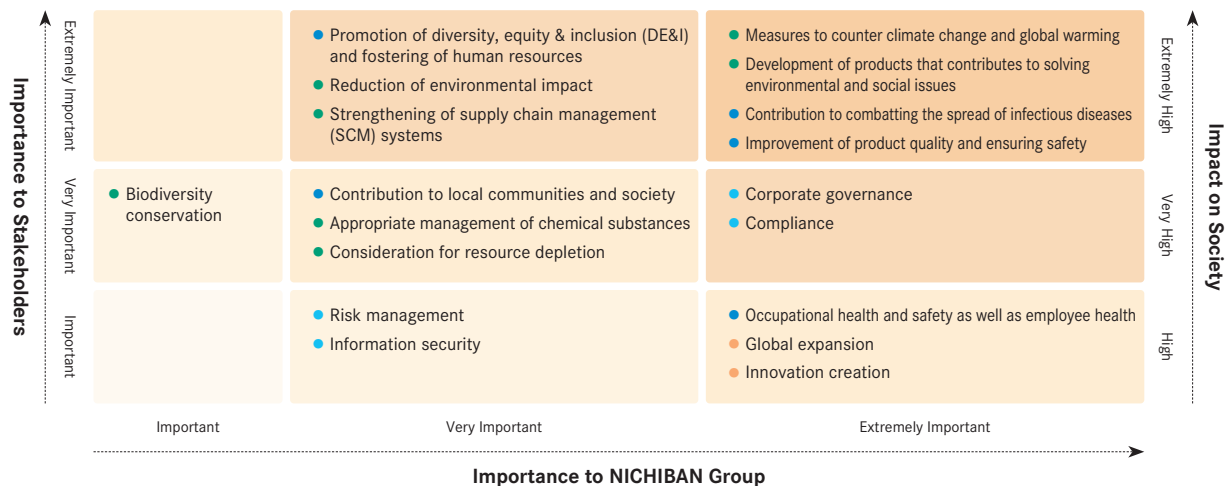 Importance to Stakeholders
Extremely Important
Very Important
Important
Promotion of diversity, equity & inclusion (DE&I)
and fostering of human resources
Reduction of environmental impact
Strengthening of supply chain management
(SCM) systems
Measures to counter climate change and global warming
Development of products that contributes to solving
environmental and social issues
Contribution to combatting the spread of infectious diseases
Improvement of product quality and ensuring safety
Biodiversity
conservation
Contribution to local communities and society
Appropriate management of chemical substances
Consideration for resource depletion
Corporate governance
Compliance
Risk management
Information security
Occupational health and safety as well as employee health
Global expansion
Innovation creation
Extremely High
Very High
High
Impact on Society
Important
Very Important
Extremely Important
Importance to NICHIBAN Group